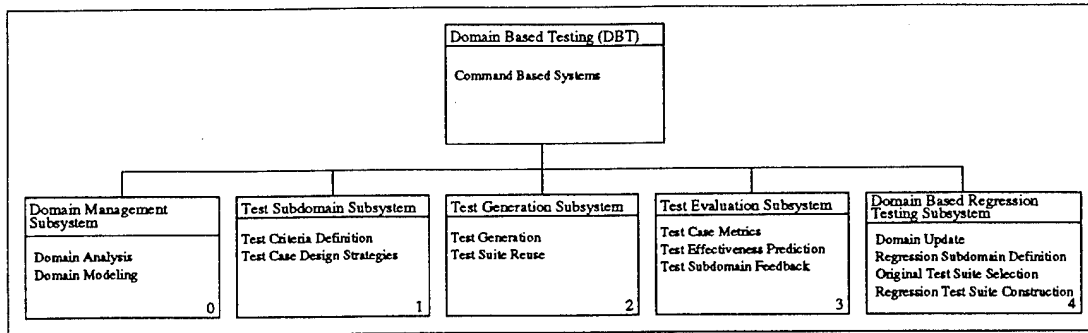 Domain Based Testing (DBT)
Command Based Systems
Domain Management
Subsystem
Domain Analysis
Domain Modeling
0
Test Subdomain Subsystem
Test Criteria Definition
Test Case Design Strategies
1
Test Generation Subsystem
Test Generation
Test Suite Reuse
2
Test Evaluation Subsystem
Test Case Metrics
Test Effectiveness Prediction
Test Subdomain Feedback
3
Domain Based Regression
Testing Subsystem
Domain Update
Regression Subdomain Definition
Original Test Suite Selection
Regression Test Suite Construction
4